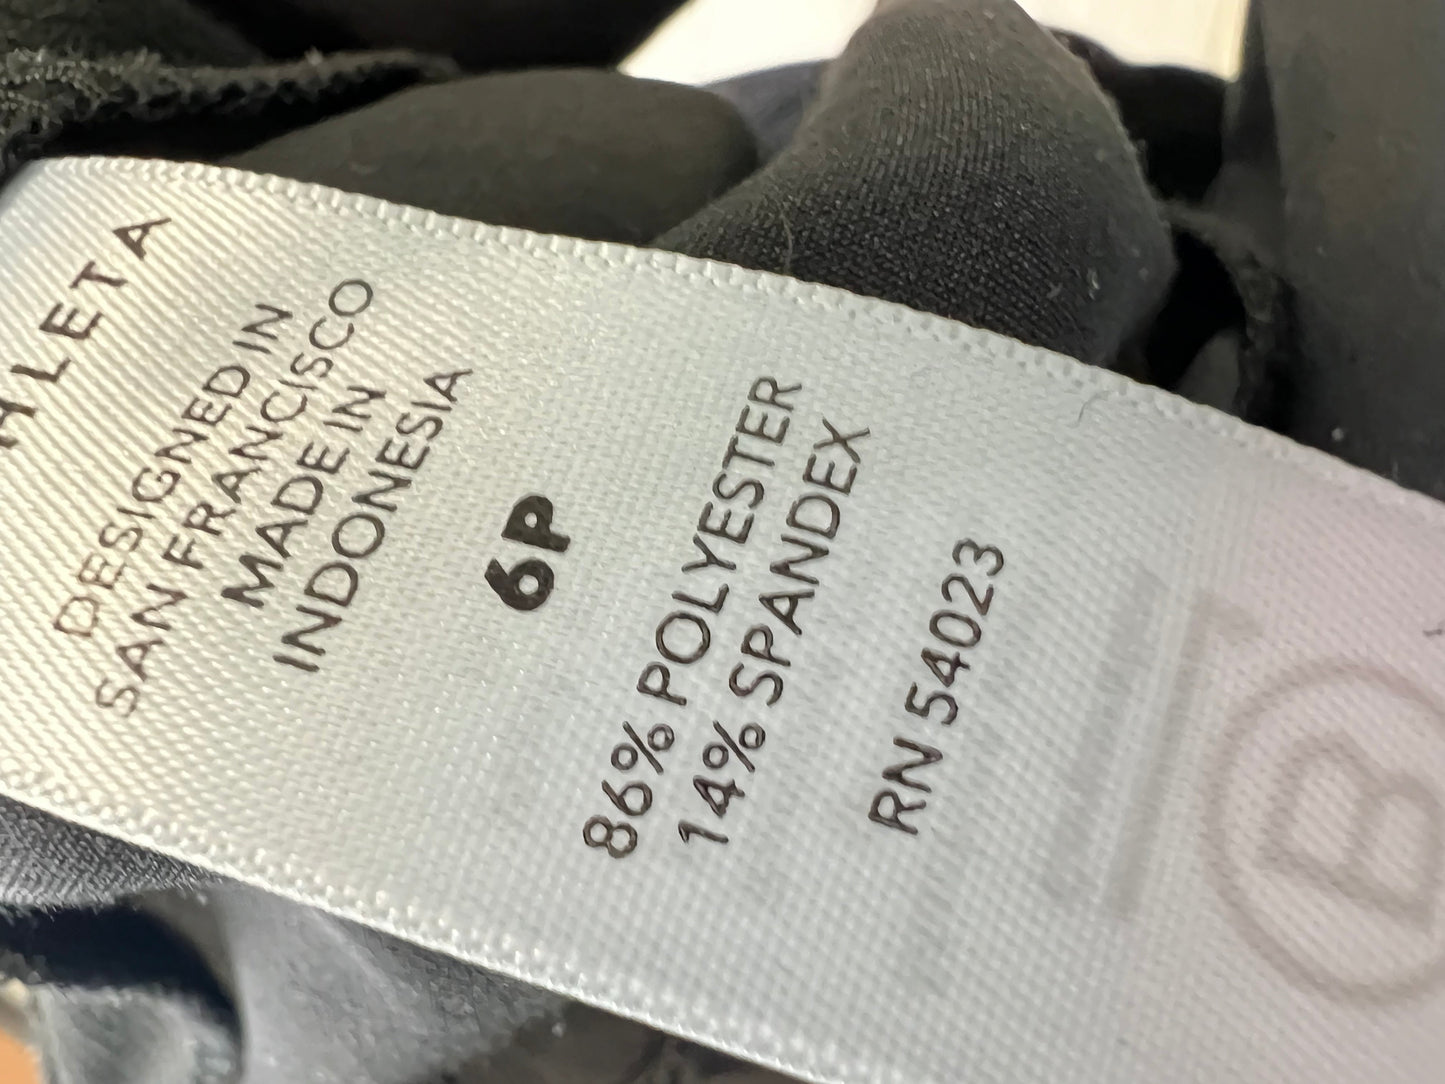 HLETA
DESIGNED IN
SAN FRANCISCO
MADE IN
INDONESIA
6P
86% POLYESTER
14% SPANDEX
RN 54023
B